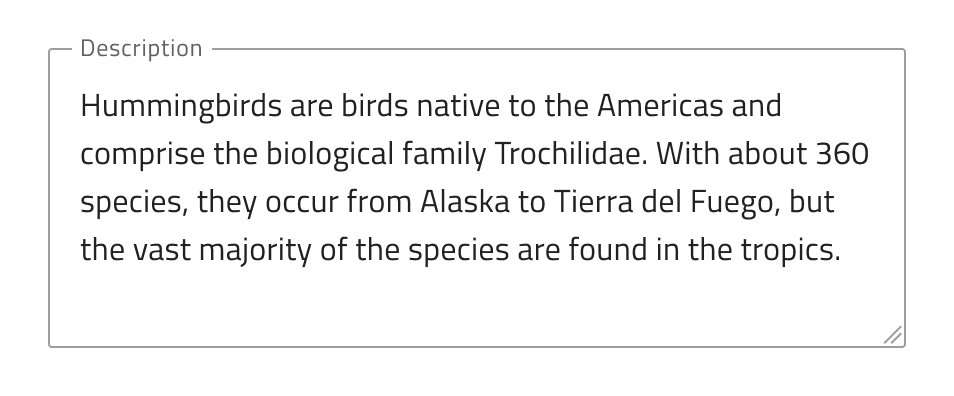 Description
Hummingbirds are birds native to the Americas and
comprise the biological family Trochilidae. With about 360
species, they occur from Alaska to Tierra del Fuego, but
the vast majority of the species are found in the tropics.